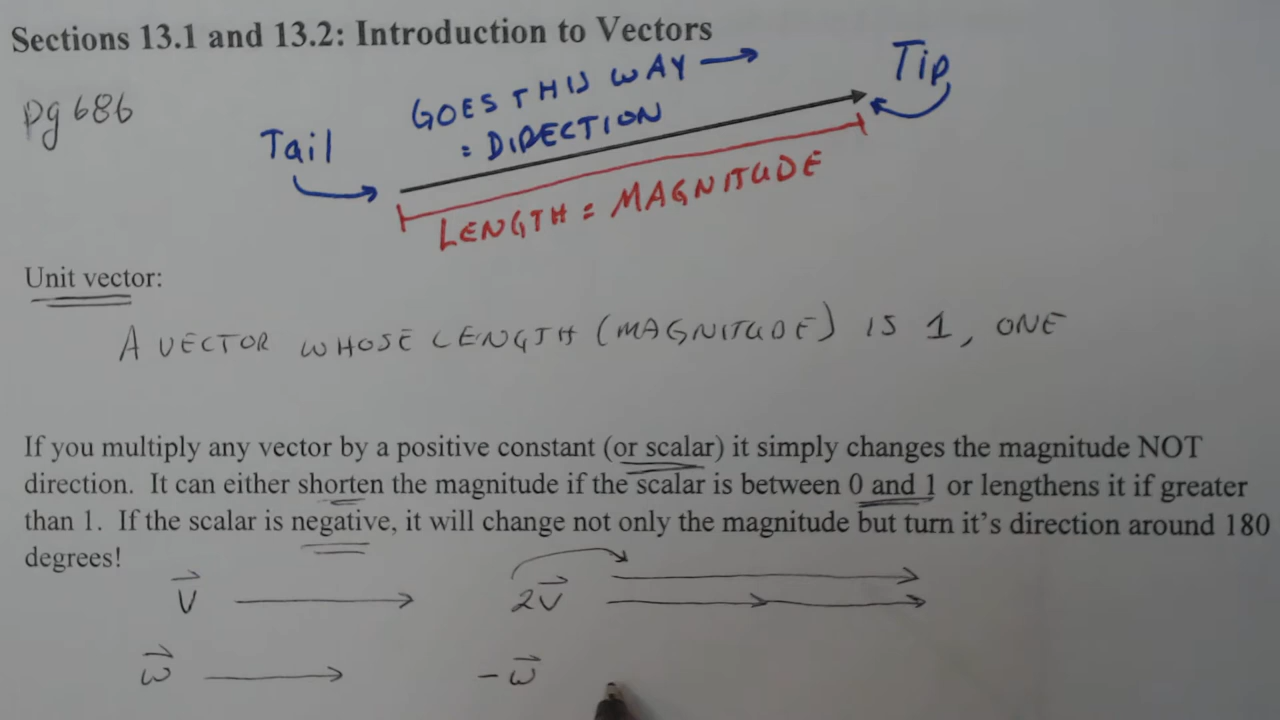 Sections 13.1 and 13.2: Introduction to Vectors
pg 686
Tail
GOES THIS WAY →
= DIRECTION
Tip
LENGTH = MAGNITUDE
Unit vector:
A VECTOR WHOSE LENGTH (MAGNITUDE) IS 1, ONE
If you multiply any vector by a positive constant (or scalar) it simply changes the magnitude NOT
direction. It can either shorten the magnitude if the scalar is between 0 and 1 or lengthens it if greater
than 1. If the scalar is negative, it will change not only the magnitude but turn it's direction around 180
degrees!
v⃗ 2v⃗
w⃗ -w⃗